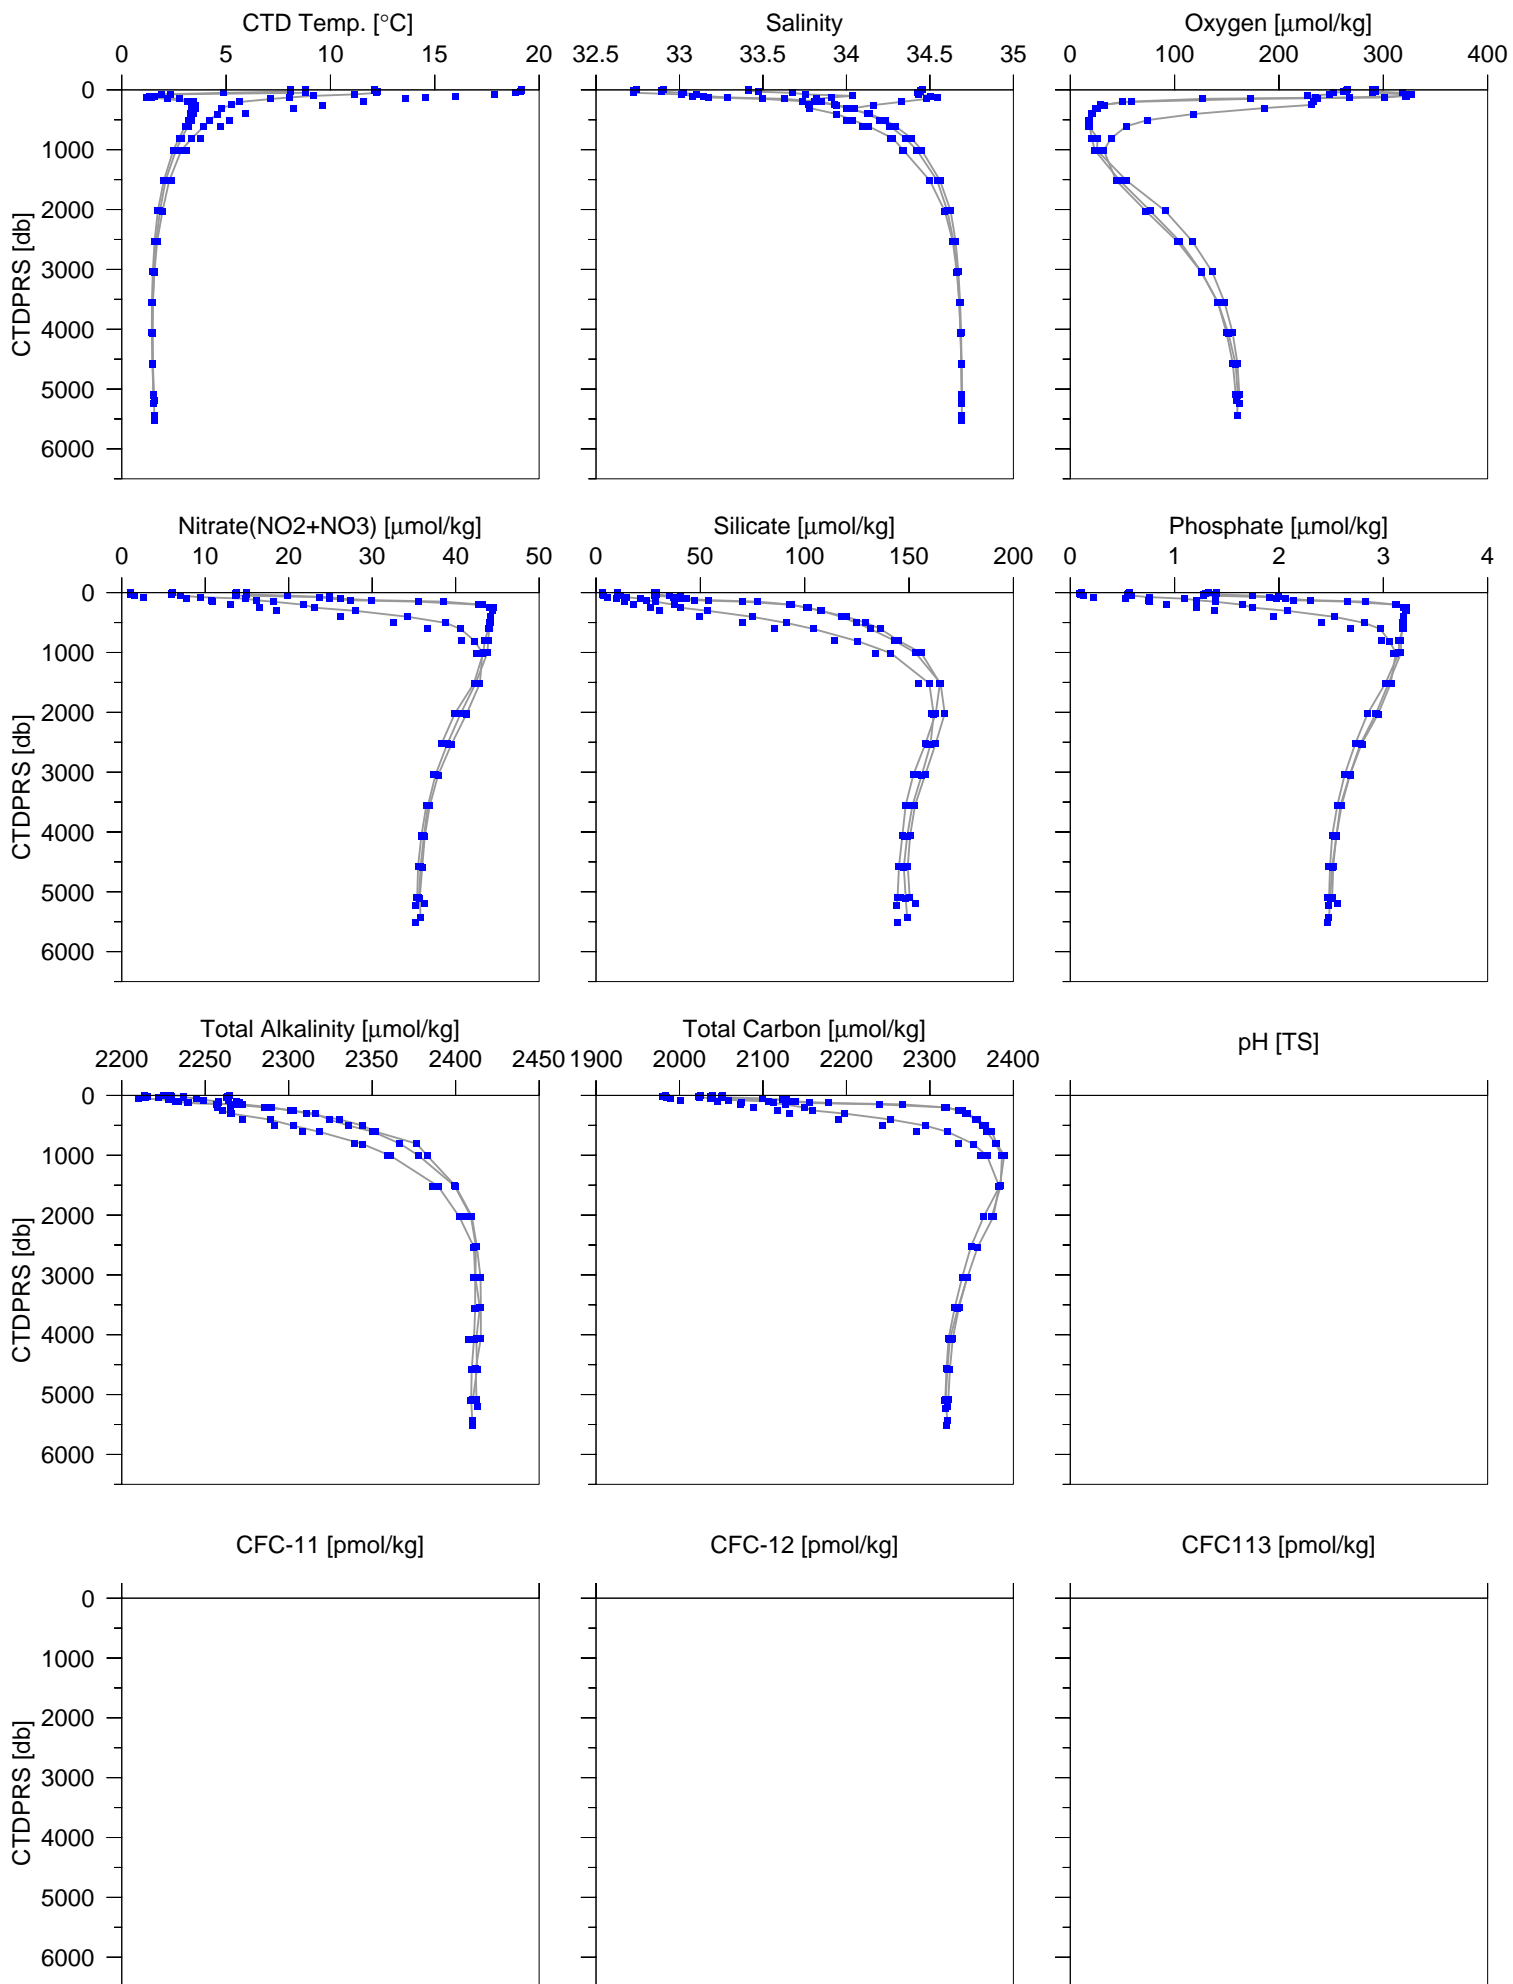 CTD Temp. [°C] Salinity Oxygen [μmol/kg]
0 5 10 15 20 32.5 33 33.5 34 34.5 35 0 100 200 300 400
0
1000
2000
3000
4000
5000
6000
CTDPRS [db]
Nitrate(NO2+NO3) [μmol/kg] Silicate [μmol/kg] Phosphate [μmol/kg]
0 10 20 30 40 50 0 50 100 150 200 0 1 2 3 4
0
1000
2000
3000
4000
5000
6000
CTDPRS [db]
Total Alkalinity [μmol/kg] Total Carbon [μmol/kg] pH [TS]
2200 2250 2300 2350 2400 2450 1900 2000 2100 2200 2300 2400
0
1000
2000
3000
4000
5000
6000
CTDPRS [db]
CFC-11 [pmol/kg] CFC-12 [pmol/kg] CFC113 [pmol/kg]
0
1000
2000
3000
4000
5000
6000
CTDPRS [db]